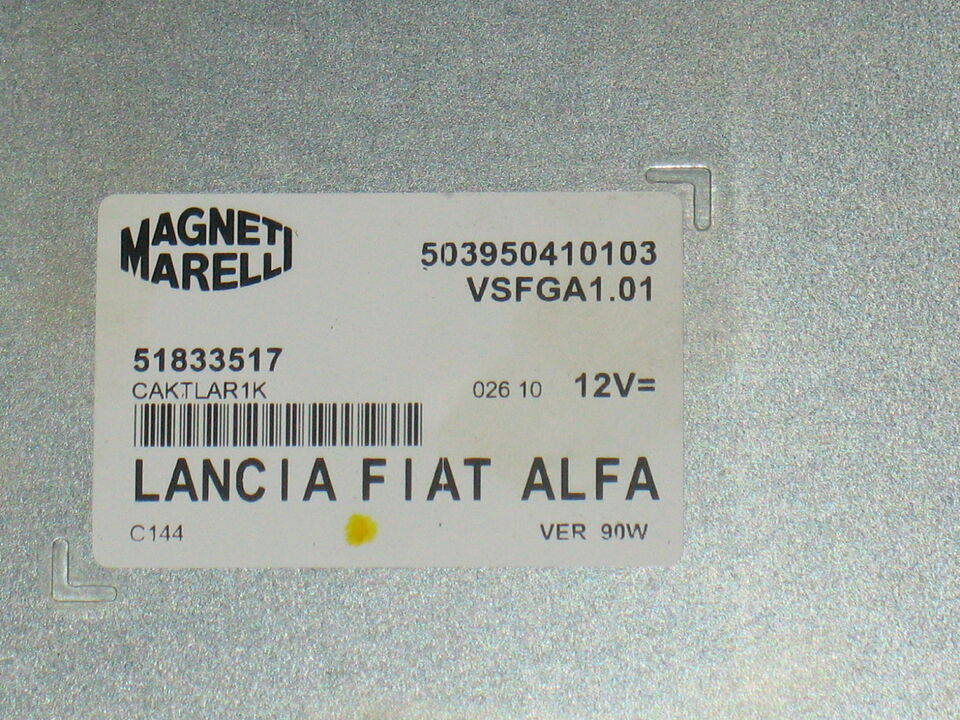 MAGNETI
MARELLI
503950410103
VSFGA1.01
51833517
CAKTLAR1K
026 10 12V=
LANCIA FIAT ALFA
C144 VER 90W